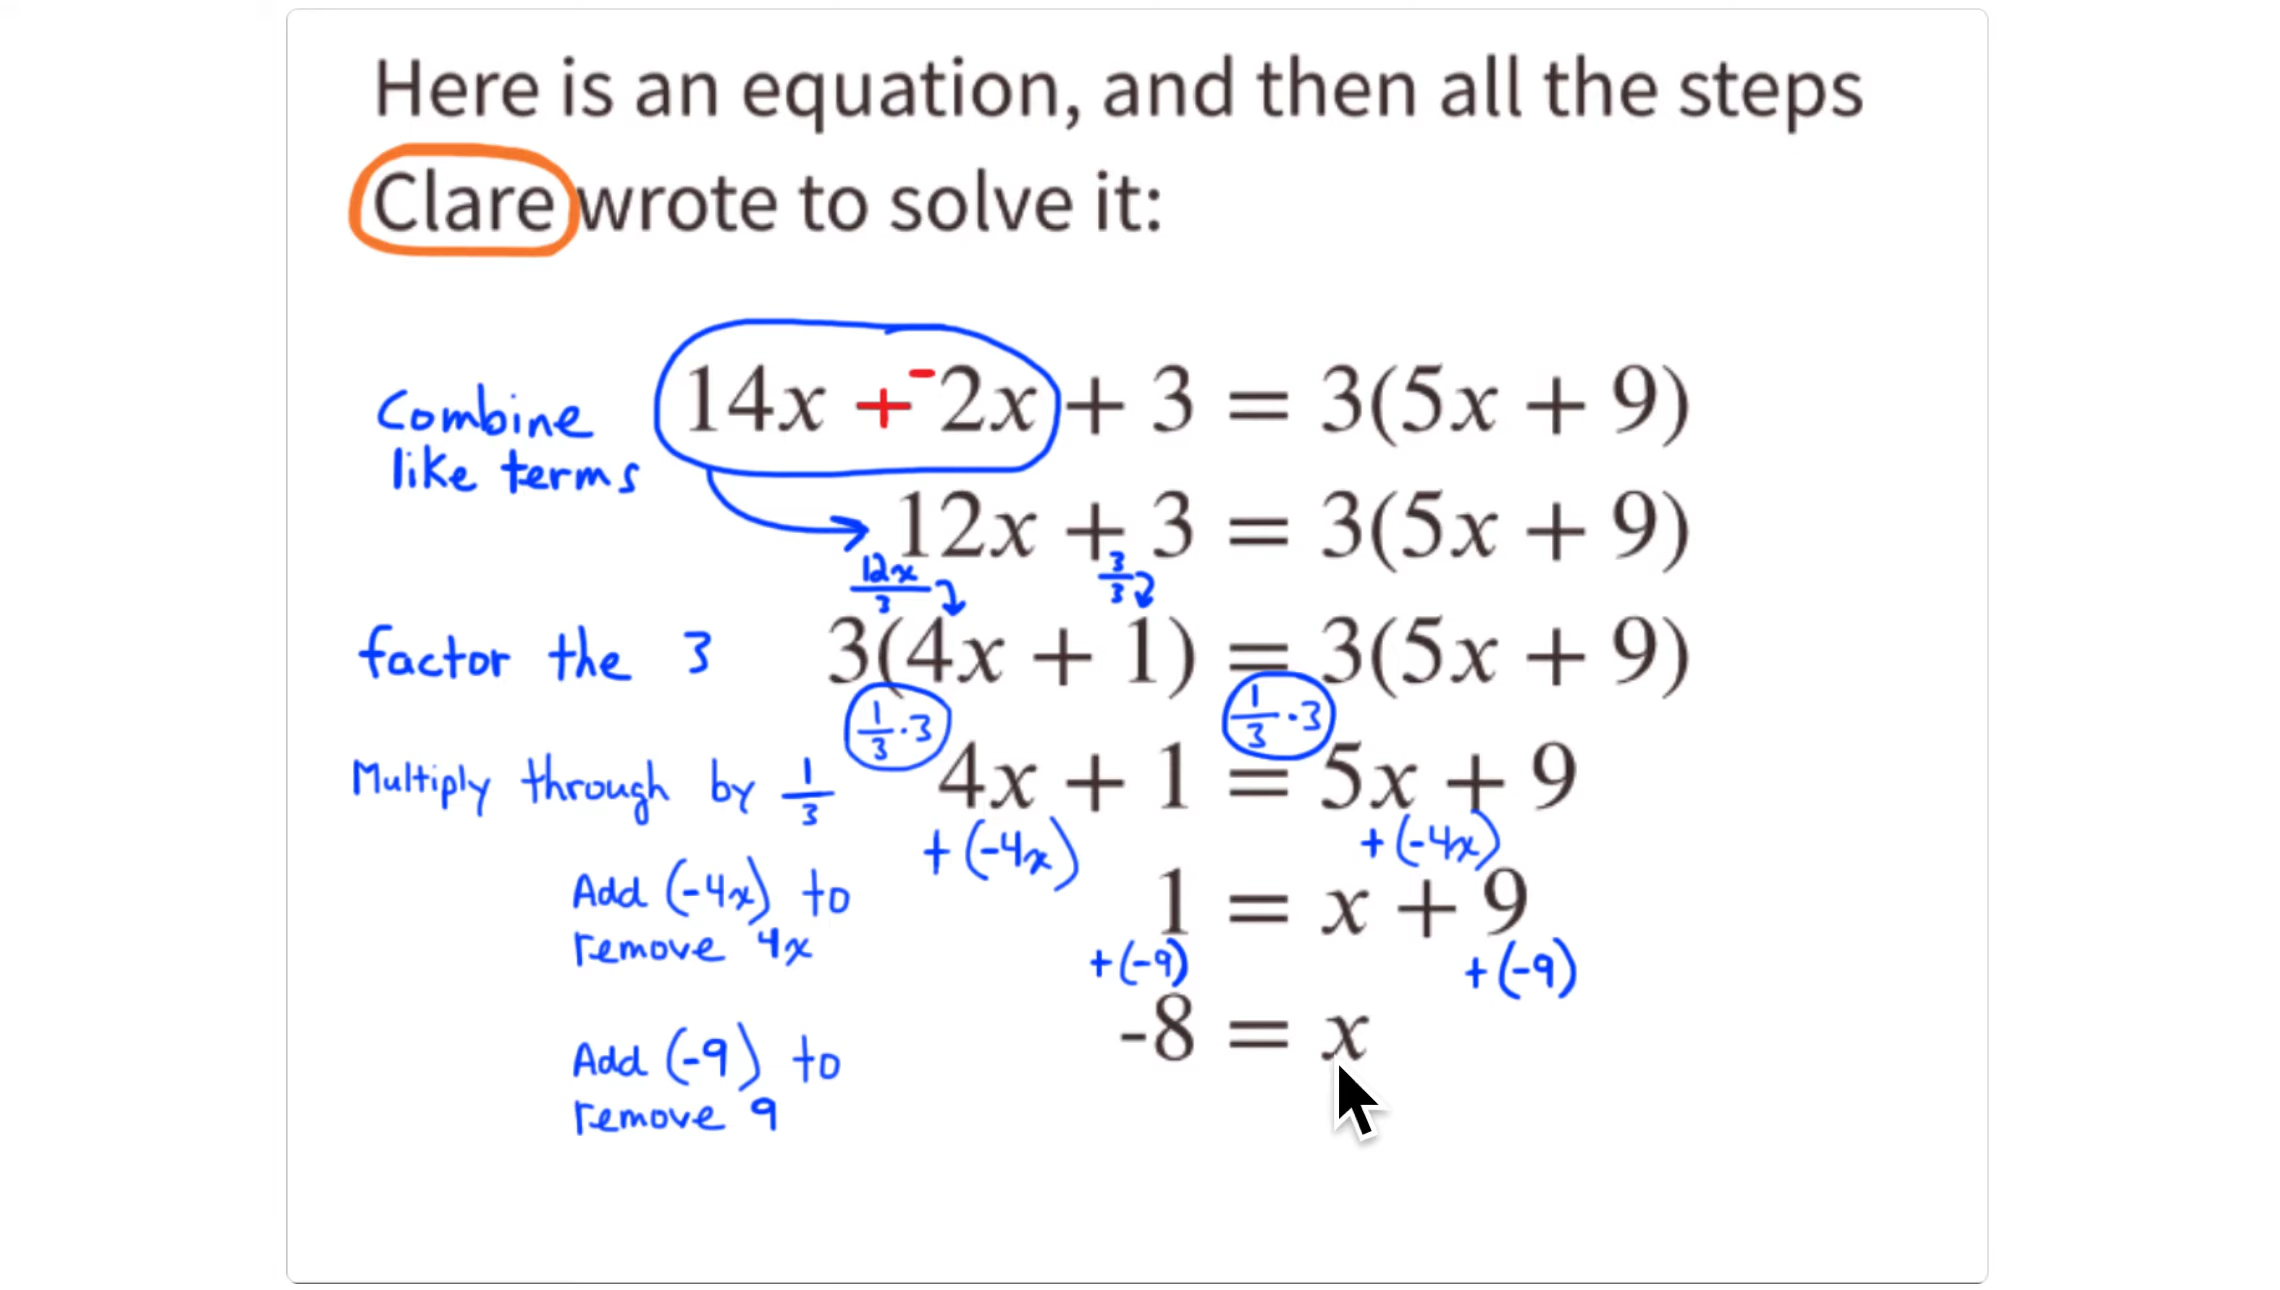 Here is an equation, and then all the steps
Clare wrote to solve it:
Combine
like terms
14x + -2x + 3 = 3(5x + 9)
12x + 3 = 3(5x + 9)
12x/3 3/3
factor the 3
3(4x + 1) = 3(5x + 9)
1/3 · 3 1/3 · 3
Multiply through by 1/3
4x + 1 = 5x + 9
+ (-4x) + (-4x)
Add (-4x) to
remove 4x
1 = x + 9
+ (-9) + (-9)
-8 = x
Add (-9) to
remove 9